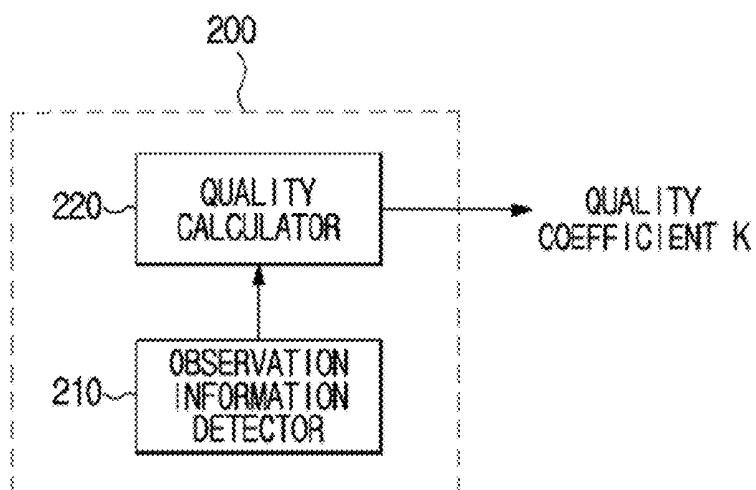 200
220
QUALITY
CALCULATOR
QUALITY
COEFFICIENT K
210
OBSERVATION
INFORMATION
DETECTOR